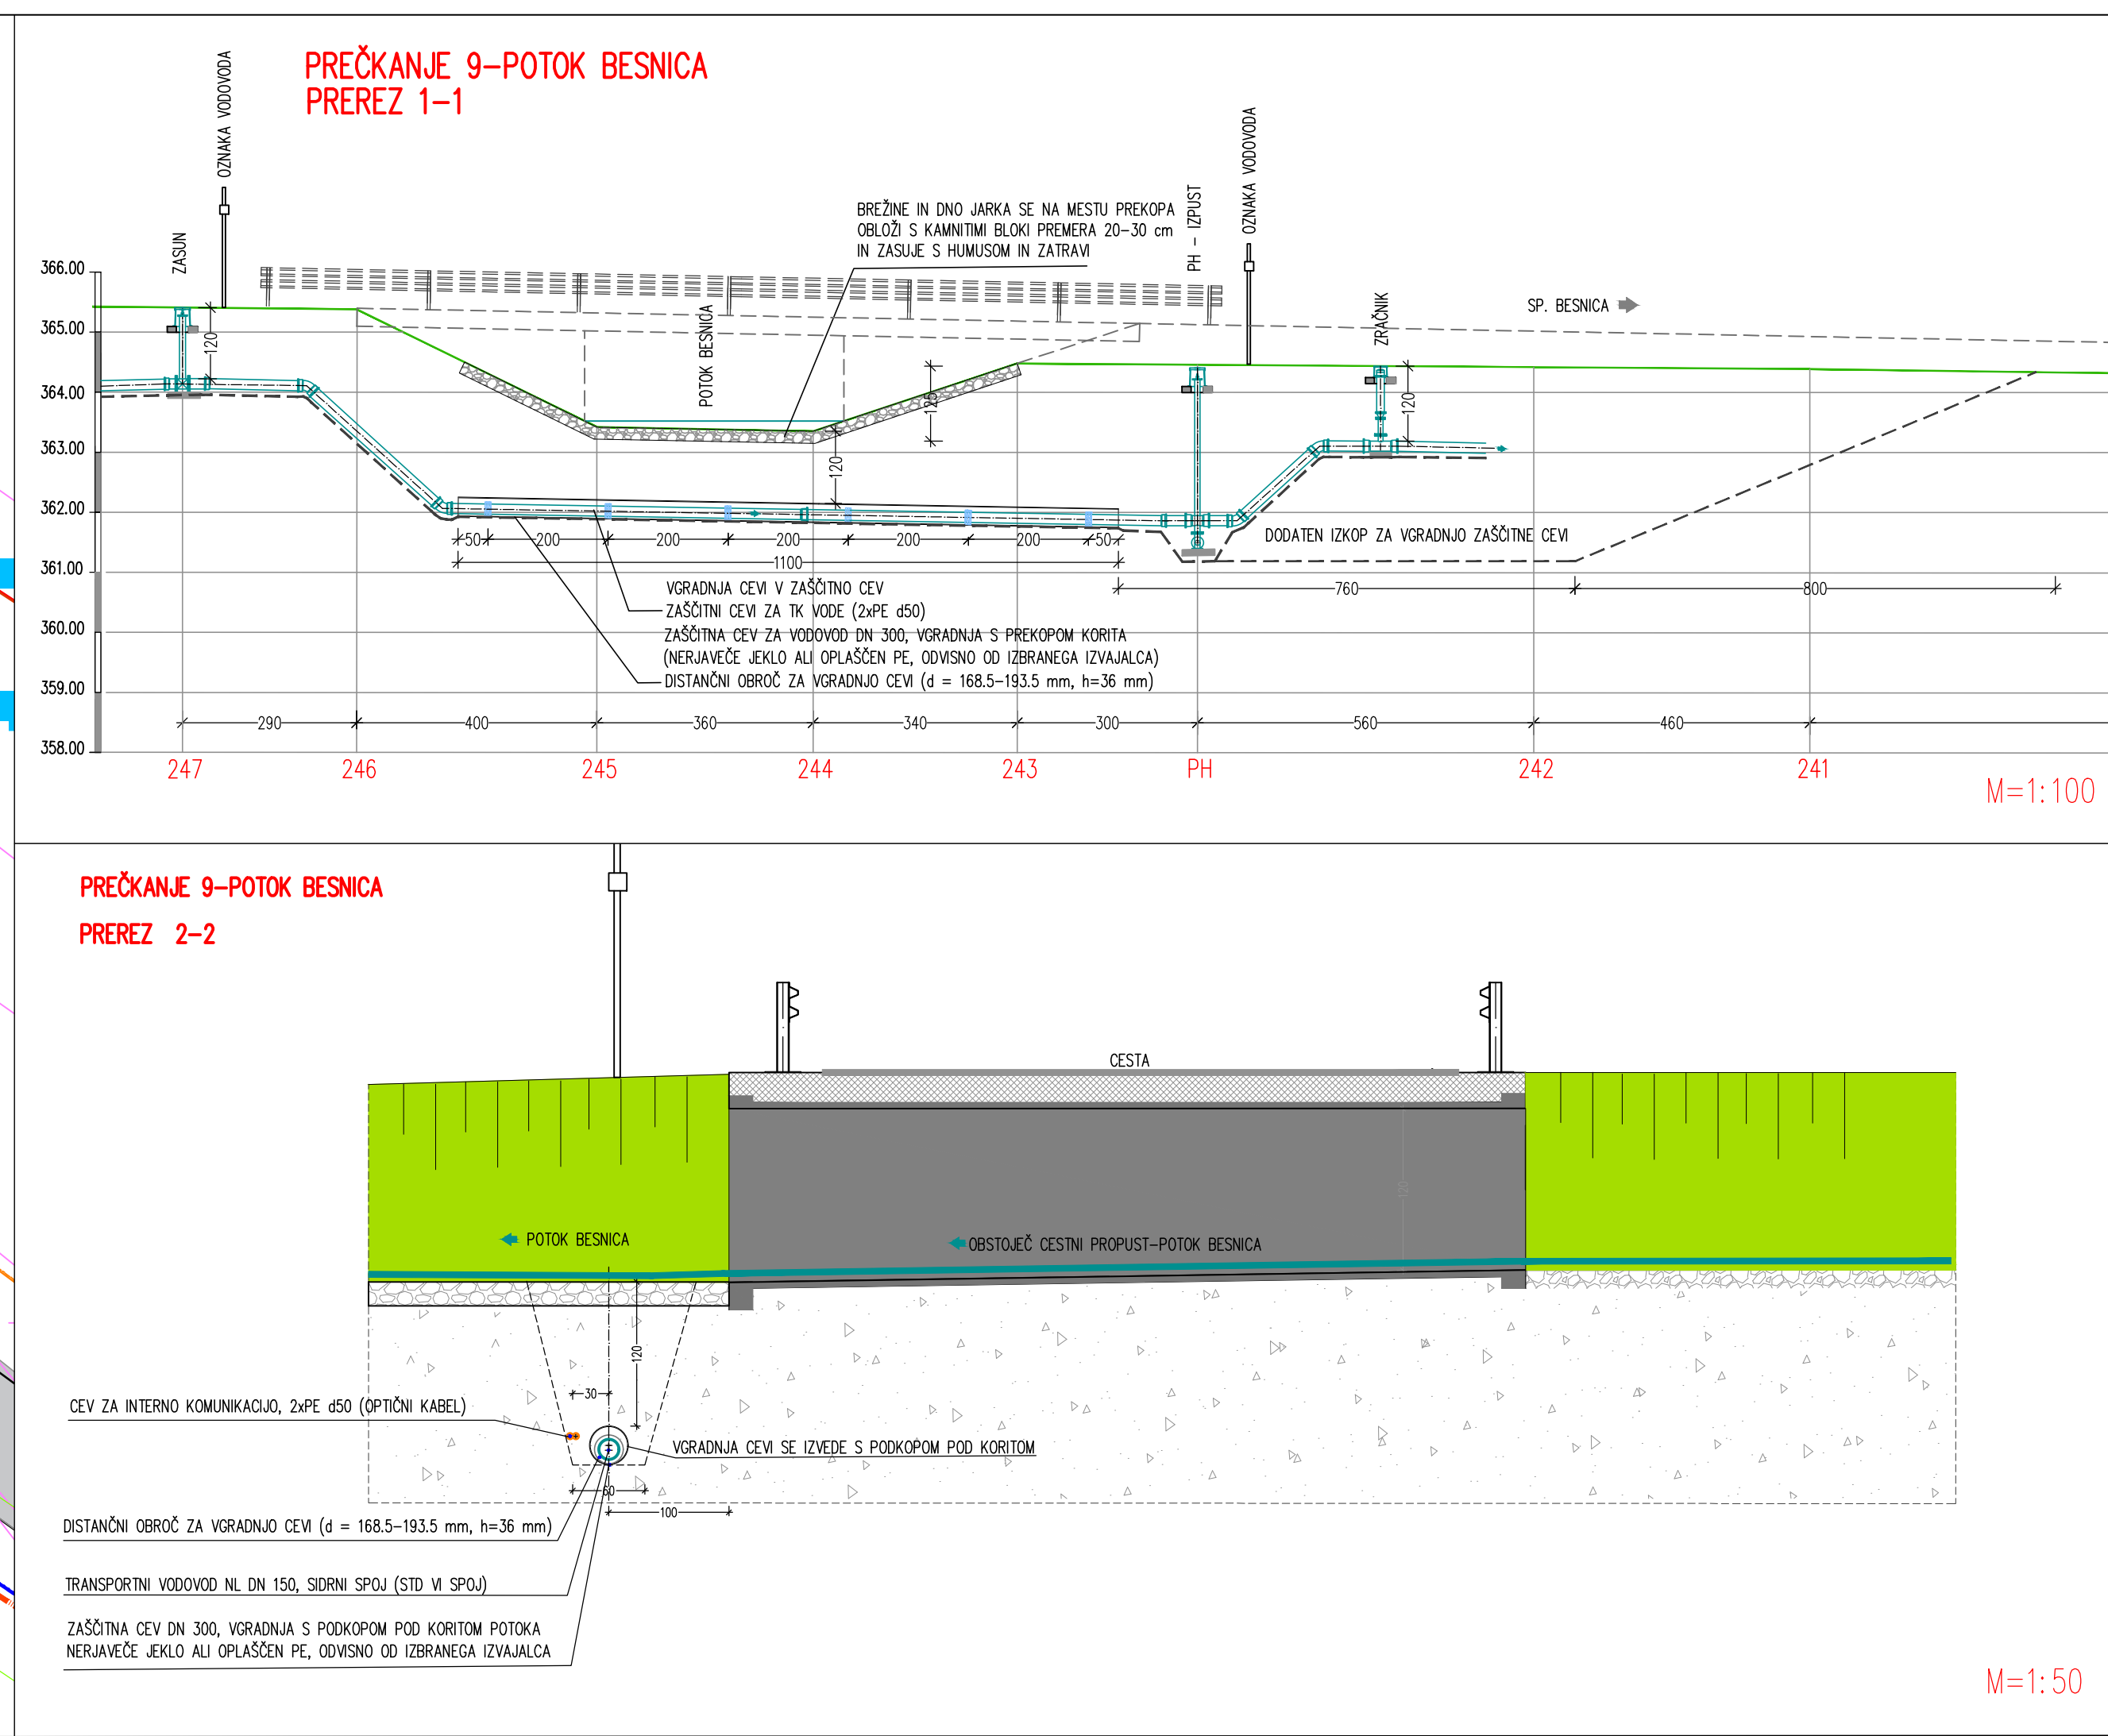 PREČKANJE 9-POTOK BESNICA
PREREZ 1-1
OZNAKA VODOVODA
ZASUN
BREŽINE IN DNO JARKA SE NA MESTU PREKOPA
OBLOŽI S KAMNITIMI BLOKI PREMERA 20-30 cm
IN ZASUJE S HUMUSOM IN ZATRAVI
PH - IZPUST
OZNAKA VODOVODA
POTOK BESNICA
ZRAČNIK
SP. BESNICA
366.00
365.00
364.00
363.00
362.00
361.00
360.00
359.00
358.00
120
125
120
120
50 200 200 200 200 200 50
1100
DODATEN IZKOP ZA VGRADNJO ZAŠČITNE CEVI
760 800
VGRADNJA CEVI V ZAŠČITNO CEV
ZAŠČITNI CEVI ZA TK VODE (2xPE d50)
ZAŠČITNA CEV ZA VODOVOD DN 300, VGRADNJA S PREKOPOM KORITA
(NERJAVEČE JEKLO ALI OPLAŠČEN PE, ODVISNO OD IZBRANEGA IZVAJALCA)
DISTANČNI OBROČ ZA VGRADNJO CEVI (d = 168.5-193.5 mm, h=36 mm)
290 400 360 340 300 560 460
247 246 245 244 243 PH 242 241
M=1:100
PREČKANJE 9-POTOK BESNICA
PREREZ 2-2
CESTA
120
POTOK BESNICA
OBSTOJEČ CESTNI PROPUST-POTOK BESNICA
120
30
CEV ZA INTERNO KOMUNIKACIJO, 2xPE d50 (OPTIČNI KABEL)
VGRADNJA CEVI SE IZVEDE S PODKOPOM POD KORITOM
60
100
DISTANČNI OBROČ ZA VGRADNJO CEVI (d = 168.5-193.5 mm, h=36 mm)
TRANSPORTNI VODOVOD NL DN 150, SIDRNI SPOJ (STD VI SPOJ)
ZAŠČITNA CEV DN 300, VGRADNJA S PODKOPOM POD KORITOM POTOKA
NERJAVEČE JEKLO ALI OPLAŠČEN PE, ODVISNO OD IZBRANEGA IZVAJALCA
M=1:50